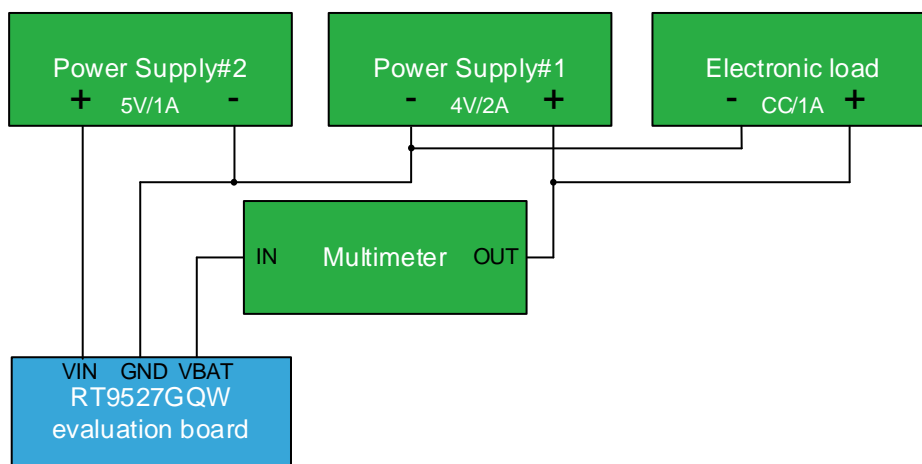 Power Supply#2
+ 5V/1A -
Power Supply#1
- 4V/2A +
Electronic load
- CC/1A +
IN Multimeter OUT
VIN GND VBAT
RT9527GQW
evaluation board